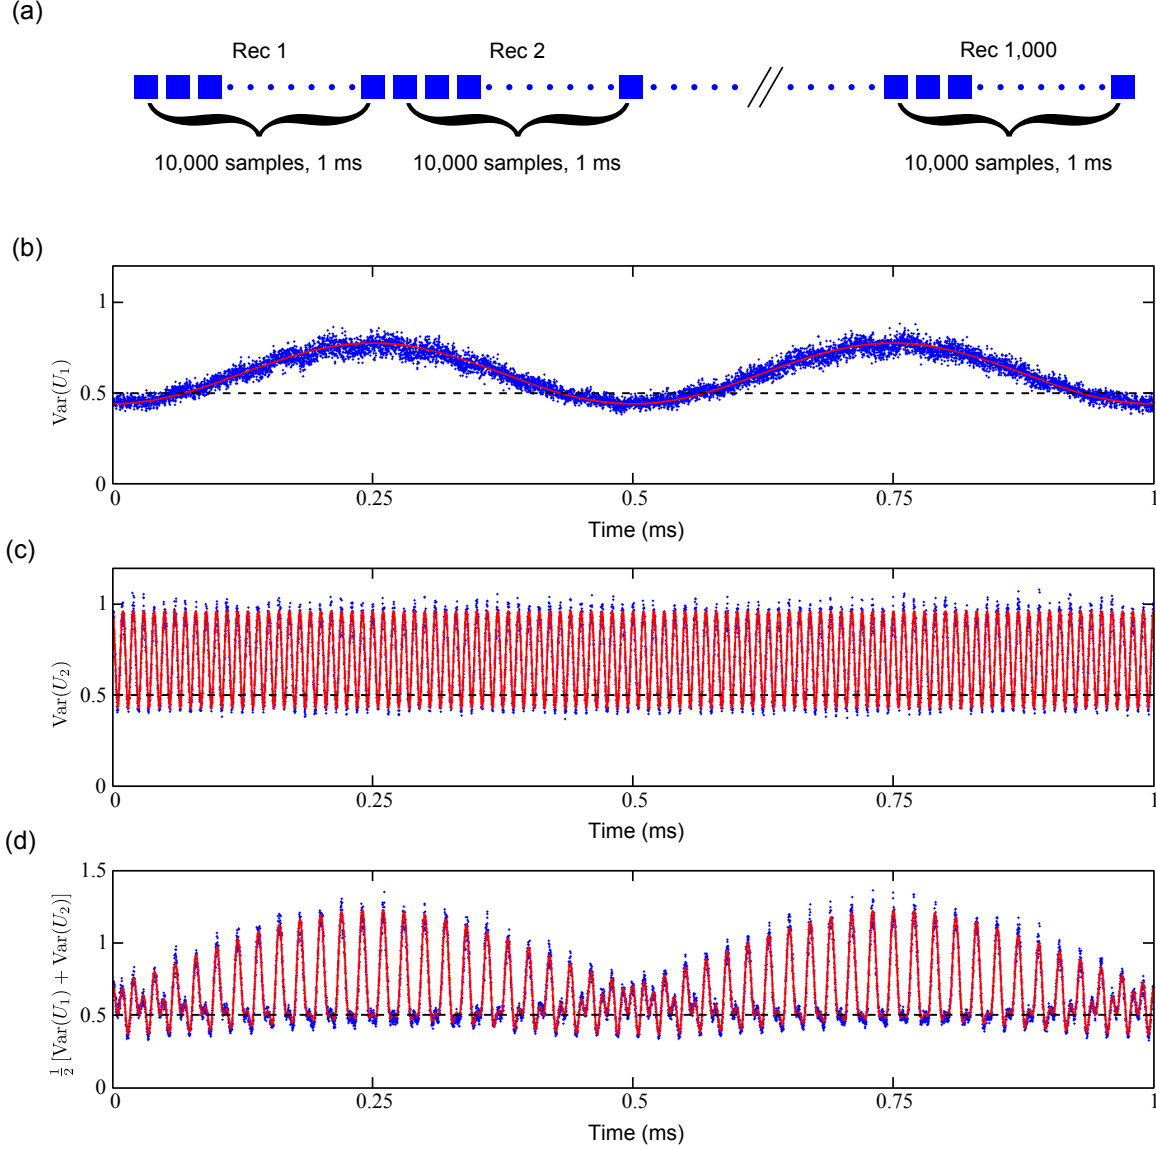 (a)
Rec 1 Rec 2 Rec 1,000
10,000 samples, 1 ms 10,000 samples, 1 ms 10,000 samples, 1 ms
(b)
Var(U₁)
1
0.5
0
0 0.25 0.5 0.75 1
Time (ms)
(c)
Var(U₂)
1
0.5
0
0 0.25 0.5 0.75 1
Time (ms)
(d)
½ [Var(U₁) + Var(U₂)]
1.5
1
0.5
0
0 0.25 0.5 0.75 1
Time (ms)